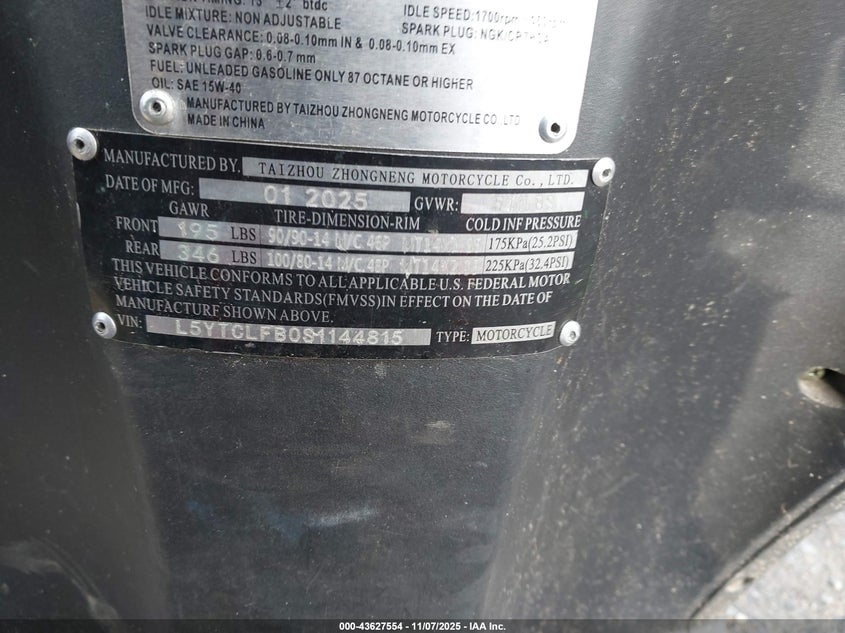 TIMING: 15° ±2° btdc
IDLE SPEED:1700rpm
IDLE MIXTURE: NON ADJUSTABLE
SPARK PLUG:
VALVE CLEARANCE: 0.08-0.10mm IN & 0.08-0.10mm EX
SPARK PLUG GAP: 0.6-0.7 mm
FUEL: UNLEADED GASOLINE ONLY 87 OCTANE OR HIGHER
OIL: SAE 15W-40
MANUFACTURED BY TAIZHOU ZHONGNENG MOTORCYCLE CO.,LTD
MADE IN CHINA
MANUFACTURED BY, TAIZHOU ZHONGNENG MOTORCYCLE Co., LTD.
DATE OF MFG: 01 2025 GVWR:
GAWR TIRE-DIMENSION-RIM COLD INF PRESSURE
FRONT 195 LBS 90/90-14 175KPa(25.2PSI)
REAR 346 LBS 100/80-14 225KPa(32.4PSI)
THIS VEHICLE CONFORMS TO ALL APPLICABLE U.S. FEDERAL MOTOR
VEHICLE SAFETY STANDARDS(FMVSS)IN EFFECT ON THE DATE OF
MANUFACTURE SHOWN ABOVE.
VIN: L5YTCLFB0S1144815 TYPE: MOTORCYCLE
000-43627554 | 11/07/2025 - IAA Inc.